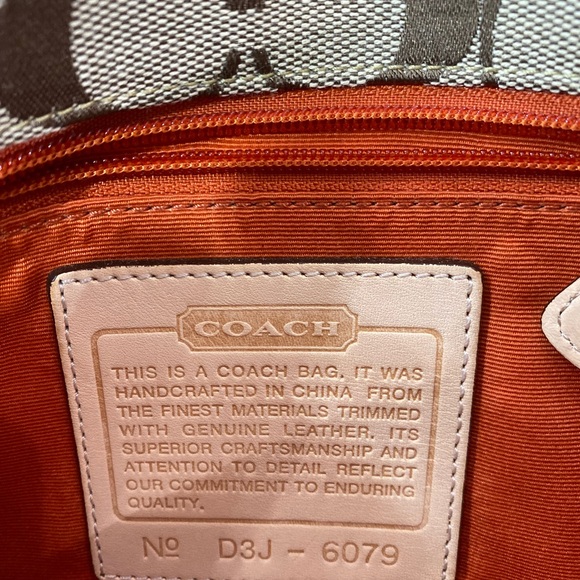 COACH
THIS IS A COACH BAG. IT WAS
HANDCRAFTED IN CHINA FROM
THE FINEST MATERIALS TRIMMED
WITH GENUINE LEATHER. ITS
SUPERIOR CRAFTSMANSHIP AND
ATTENTION TO DETAIL REFLECT
OUR COMMITMENT TO ENDURING
QUALITY.
Nº D3J - 6079